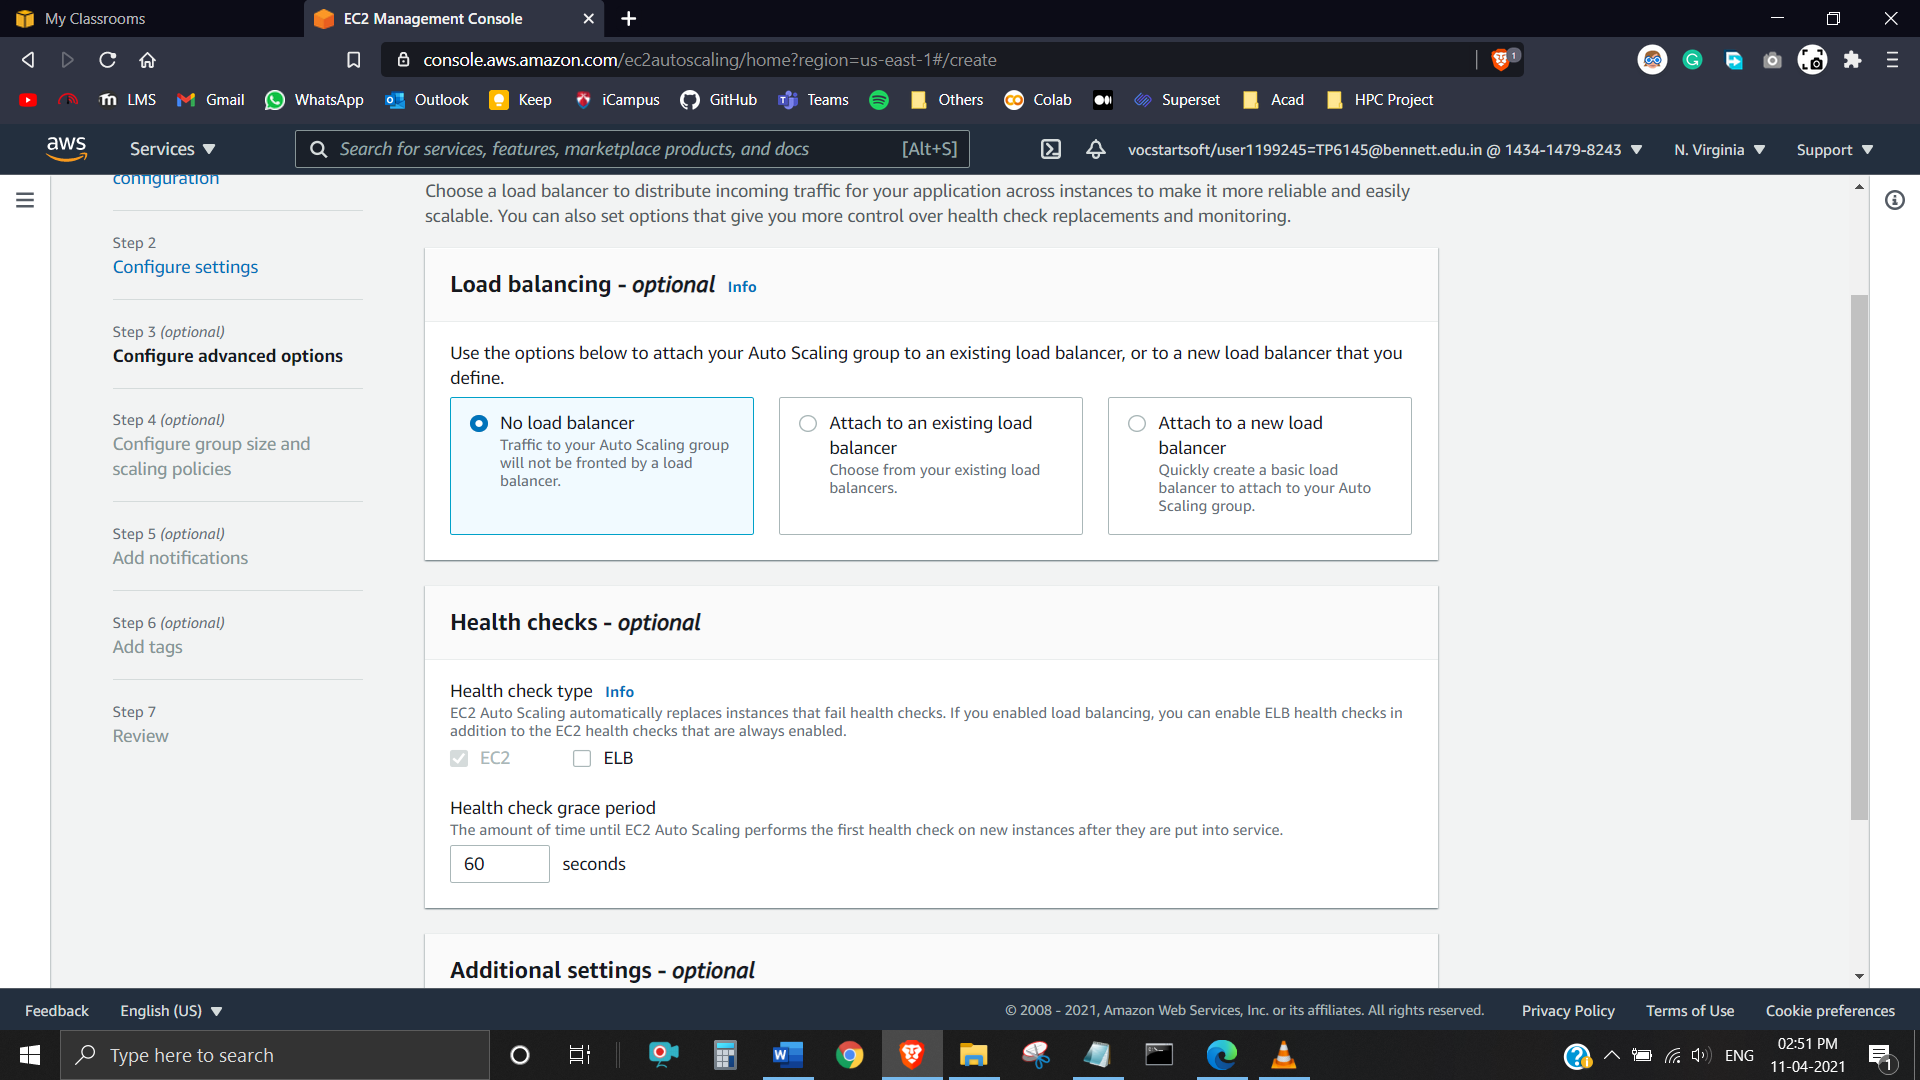 My Classrooms
EC2 Management Console
console.aws.amazon.com/ec2autoscaling/home?region=us-east-1#/create
1
LMS
Gmail
WhatsApp
Outlook
Keep
iCampus
GitHub
Teams
Others
Colab
Superset
Acad
HPC Project
aws
Services
Search for services, features, marketplace products, and docs
[Alt+S]
vocstartsoft/user1199245=TP6145@bennett.edu.in @ 1434-1479-8243
N. Virginia
Support
configuration
Step 2
Configure settings
Step 3 (optional)
Configure advanced options
Step 4 (optional)
Configure group size and
scaling policies
Step 5 (optional)
Add notifications
Step 6 (optional)
Add tags
Step 7
Review
Choose a load balancer to distribute incoming traffic for your application across instances to make it more reliable and easily
scalable. You can also set options that give you more control over health check replacements and monitoring.
Load balancing - optional Info
Use the options below to attach your Auto Scaling group to an existing load balancer, or to a new load balancer that you
define.
No load balancer
Traffic to your Auto Scaling group
will not be fronted by a load
balancer.
Attach to an existing load
balancer
Choose from your existing load
balancers.
Attach to a new load
balancer
Quickly create a basic load
balancer to attach to your Auto
Scaling group.
Health checks - optional
Health check type Info
EC2 Auto Scaling automatically replaces instances that fail health checks. If you enabled load balancing, you can enable ELB health checks in
addition to the EC2 health checks that are always enabled.
EC2
ELB
Health check grace period
The amount of time until EC2 Auto Scaling performs the first health check on new instances after they are put into service.
60 seconds
Additional settings - optional
Feedback
English (US)
© 2008 - 2021, Amazon Web Services, Inc. or its affiliates. All rights reserved.
Privacy Policy
Terms of Use
Cookie preferences
Type here to search
ENG
02:51 PM
11-04-2021
1